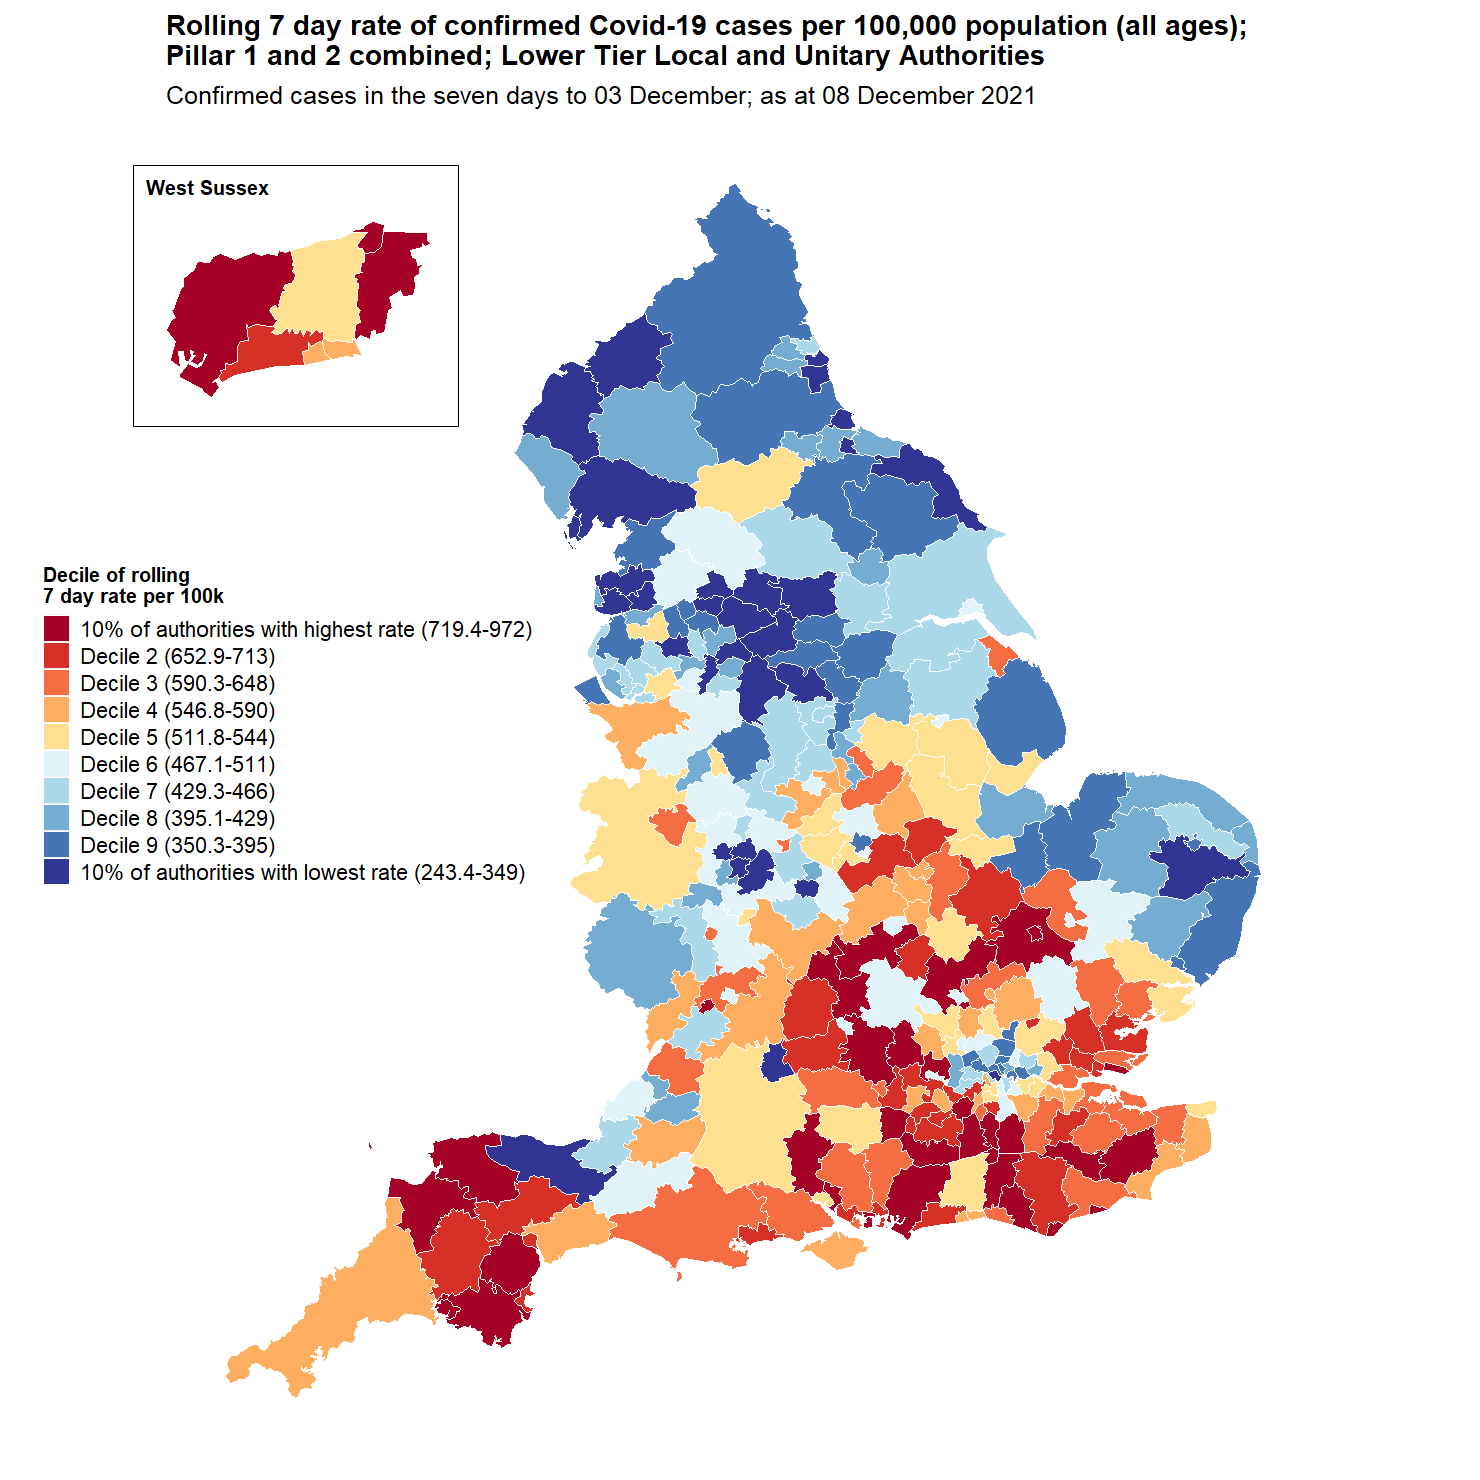 Rolling 7 day rate of confirmed Covid-19 cases per 100,000 population (all ages);
Pillar 1 and 2 combined; Lower Tier Local and Unitary Authorities
Confirmed cases in the seven days to 03 December; as at 08 December 2021
West Sussex
Decile of rolling
7 day rate per 100k
10% of authorities with highest rate (719.4-972)
Decile 2 (652.9-713)
Decile 3 (590.3-648)
Decile 4 (546.8-590)
Decile 5 (511.8-544)
Decile 6 (467.1-511)
Decile 7 (429.3-466)
Decile 8 (395.1-429)
Decile 9 (350.3-395)
10% of authorities with lowest rate (243.4-349)